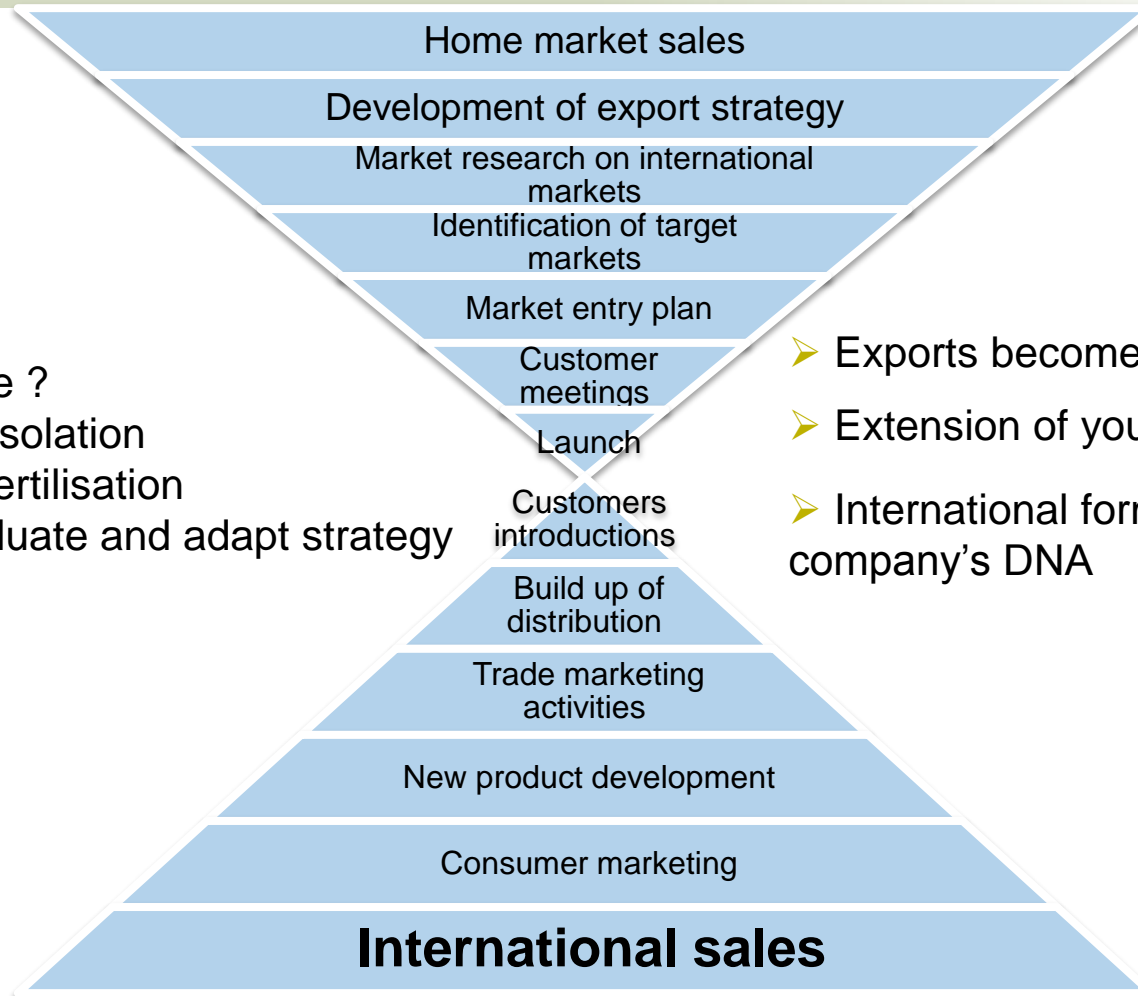 Home market sales
Development of export strategy
Market research on international
markets
Identification of target
markets
Market entry plan
Customer
meetings
Launch
Customers
introductions
Build up of
distribution
Trade marketing
activities
New product development
Consumer marketing
International sales
e ?
solation
ertilisation
luate and adapt strategy
➢ Exports become
➢ Extension of you
➢ International
company's DNA